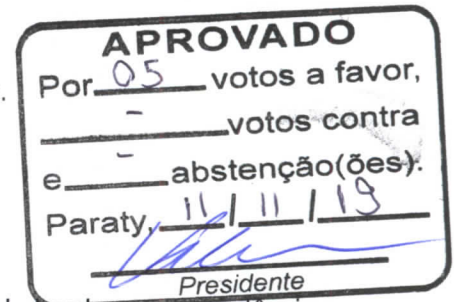 APROVADO
Por 05 votos a favor,
- votos contra
e - abstenção(ões).
Paraty, 11 / 11 / 19
Presidente